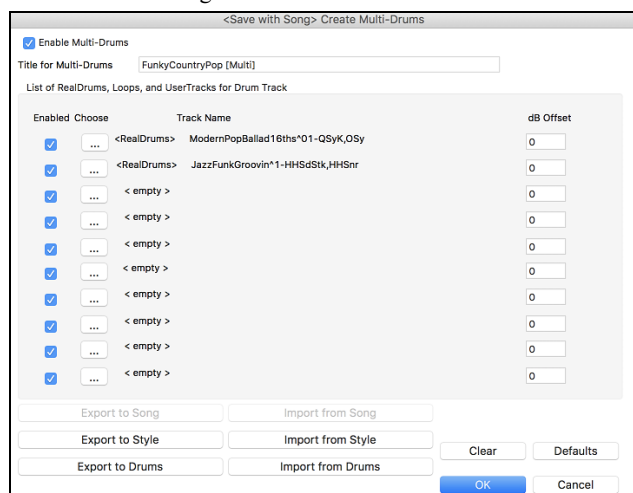 <Save with Song> Create Multi-Drums
Enable Multi-Drums
Title for Multi-Drums FunkyCountryPop [Multi]
List of RealDrums, Loops, and UserTracks for Drum Track
Enabled Choose Track Name dB Offset
... <RealDrums> ModernPopBallad16ths^01-QSyK,OSy 0
... <RealDrums> JazzFunkGroovin^1-HHSdStk,HHSnr 0
... < empty > 0
... < empty > 0
... < empty > 0
... < empty > 0
... < empty > 0
... < empty > 0
... < empty > 0
... < empty > 0
Export to Song Import from Song
Export to Style Import from Style
Clear Defaults
Export to Drums Import from Drums
OK Cancel